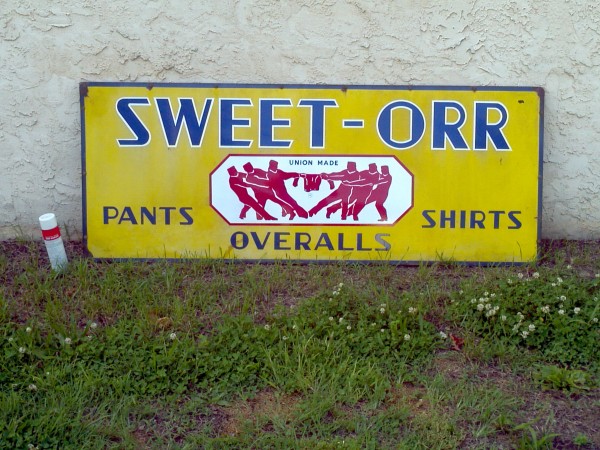 SWEET-ORR
UNION MADE
PANTS
SHIRTS
OVERALLS